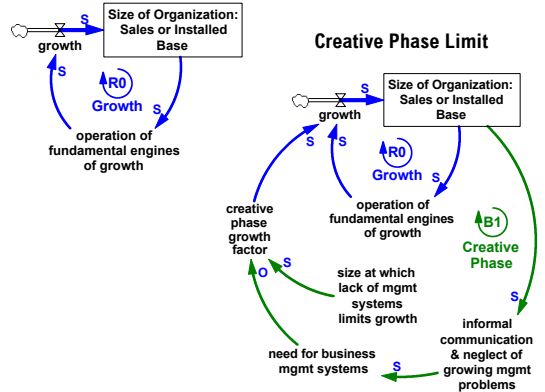 Size of Organization:
Sales or Installed
Base
S
growth
S
R0
Growth
S
operation of
fundamental engines
of growth
Creative Phase Limit
Size of Organization:
Sales or Installed
Base
S
growth
S
S
R0
Growth
S
operation of
fundamental engines
of growth
B1
Creative
Phase
creative
phase
growth
factor
O
S
size at which
lack of mgmt
systems
limits growth
S
informal
communication
& neglect of
growing mgmt
problems
S
need for business
mgmt systems